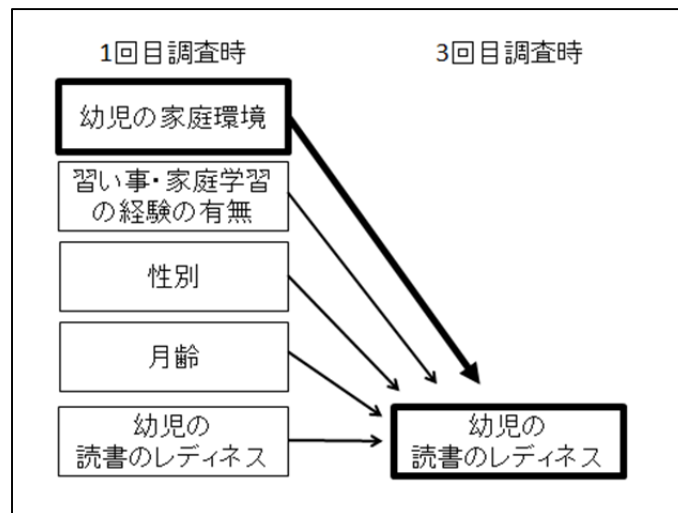 1回目調査時
3回目調査時
幼児の家庭環境
習い事・家庭学習
の経験の有無
性別
月齢
幼児の
読書のレディネス
幼児の
読書のレディネス